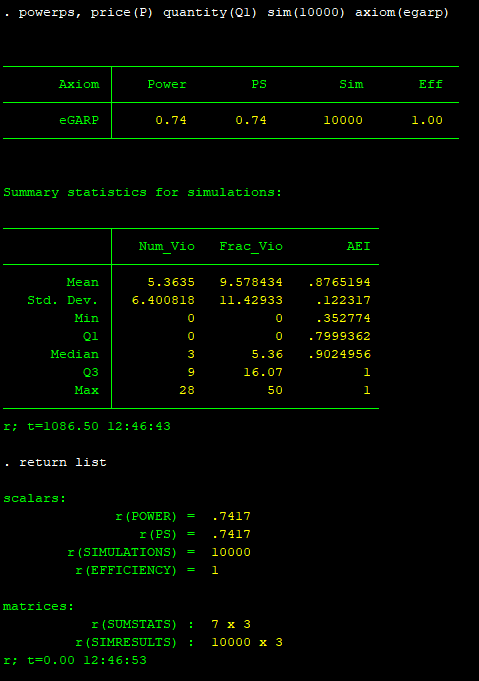 . powerps, price(P) quantity(Q1) sim(10000) axiom(egarp)
Axiom Power PS Sim Eff
eGARP 0.74 0.74 10000 1.00
Summary statistics for simulations:
Num_Vio Frac_Vio AEI
Mean 5.3635 9.578434 .8765194
Std. Dev. 6.400818 11.42933 .122317
Min 0 0 .352774
Q1 0 0 .7999362
Median 3 5.36 .9024956
Q3 9 16.07 1
Max 28 50 1
r; t=1086.50 12:46:43
. return list
scalars:
r(POWER) = .7417
r(PS) = .7417
r(SIMULATIONS) = 10000
r(EFFICIENCY) = 1
matrices:
r(SUMSTATS) : 7 x 3
r(SIMRESULTS) : 10000 x 3
r; t=0.00 12:46:53